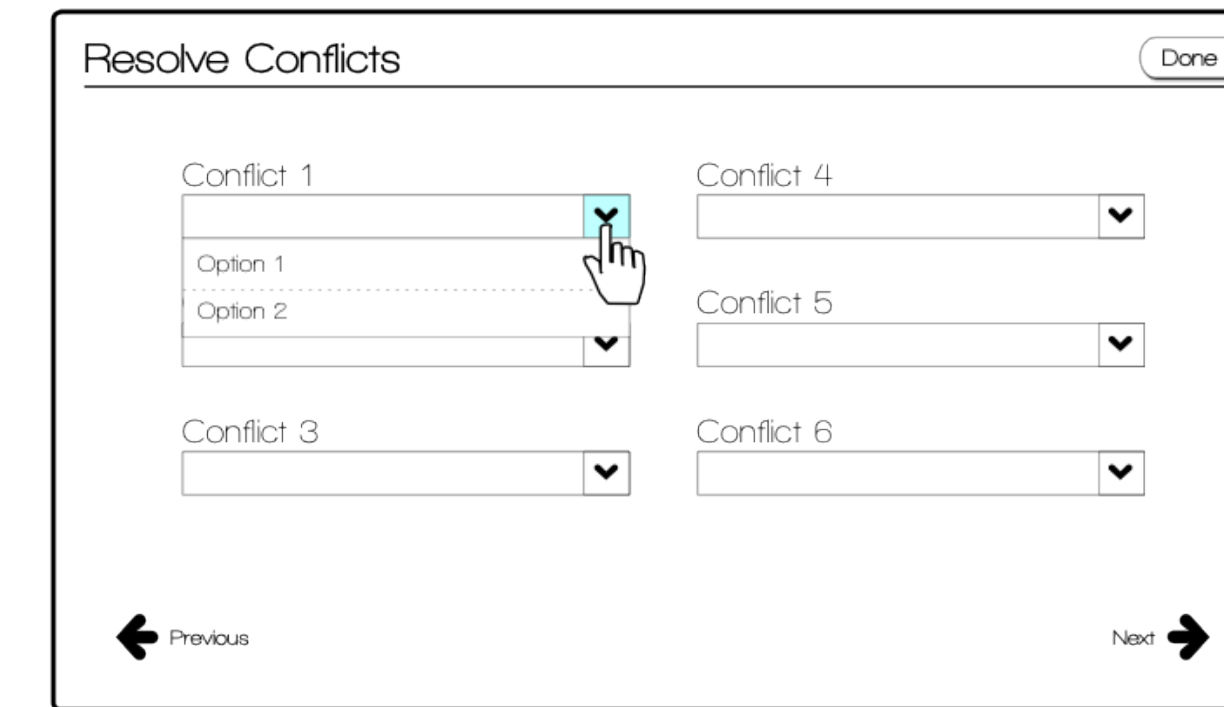 Resolve Conflicts
Done
Conflict 1
Option 1
Option 2
Conflict 3
Conflict 4
Conflict 5
Conflict 6
Previous
Next